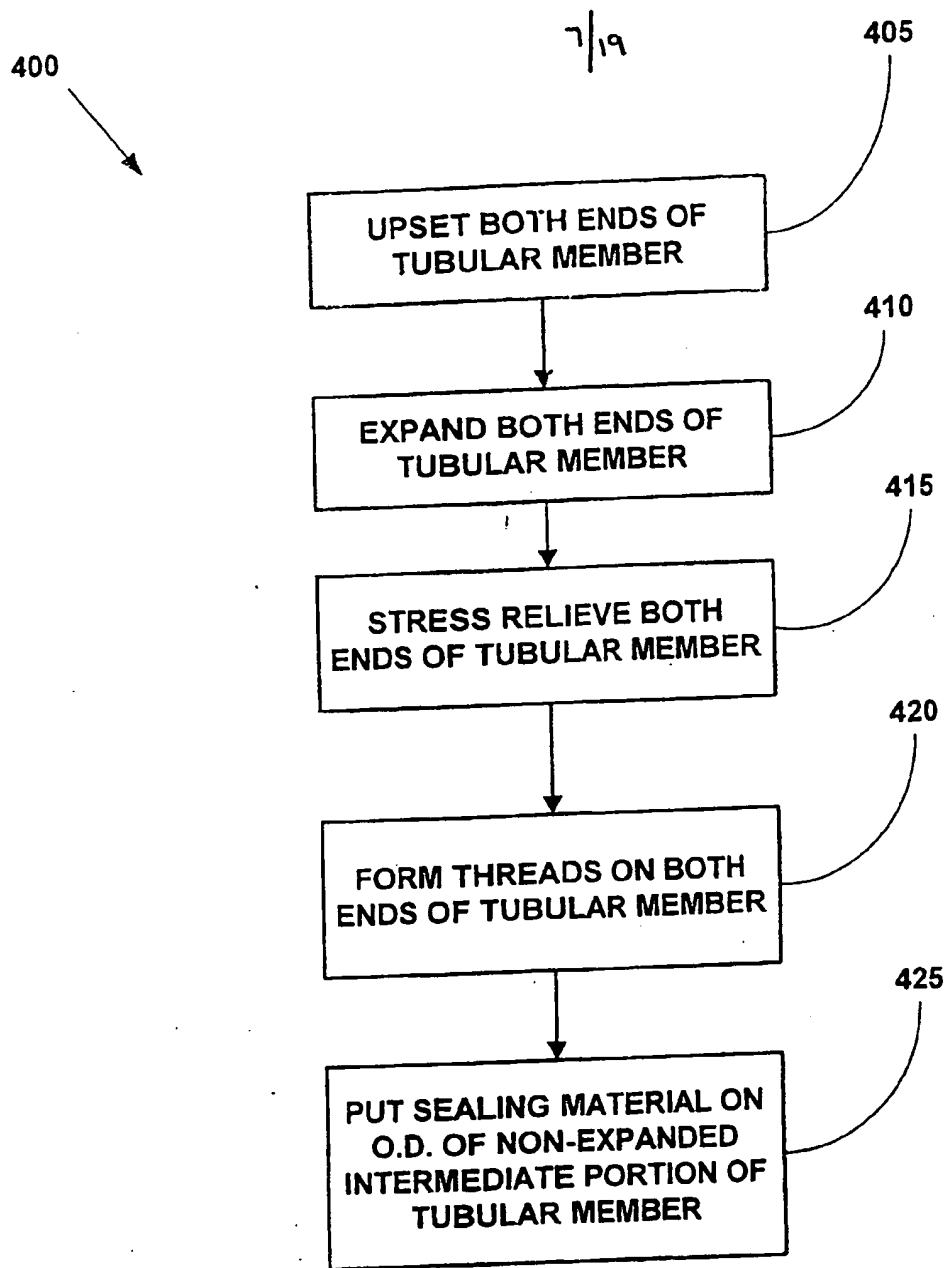 7/19
400
405
UPSET BOTH ENDS OF
TUBULAR MEMBER
410
EXPAND BOTH ENDS OF
TUBULAR MEMBER
415
STRESS RELIEVE BOTH
ENDS OF TUBULAR MEMBER
420
FORM THREADS ON BOTH
ENDS OF TUBULAR MEMBER
425
PUT SEALING MATERIAL ON
O.D. OF NON-EXPANDED
INTERMEDIATE PORTION OF
TUBULAR MEMBER